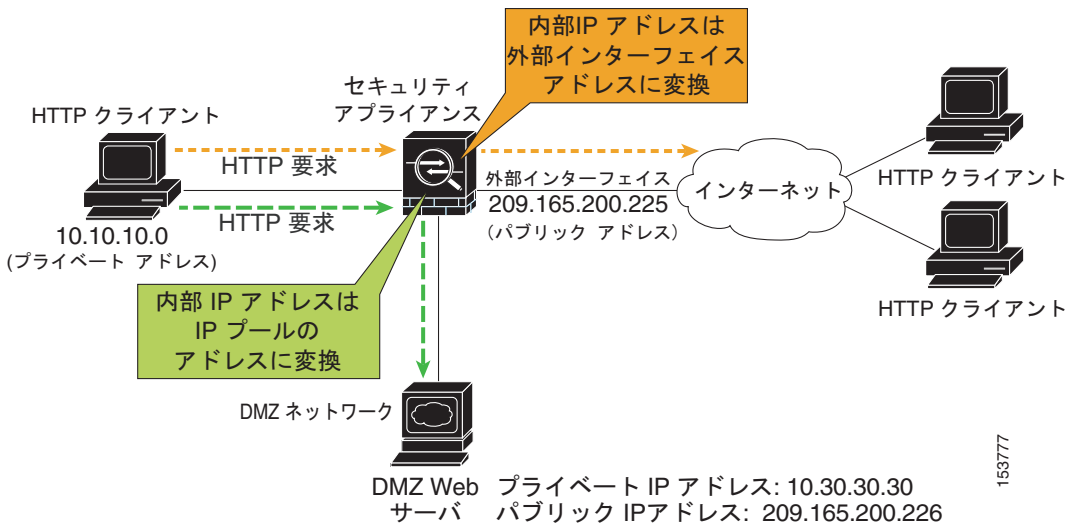 内部IP アドレスは
外部インターフェイス
アドレスに変換
セキュリティ
アプライアンス
HTTP クライアント
HTTP 要求
HTTP 要求
10.10.10.0
(プライベート アドレス)
外部インターフェイス
209.165.200.225
(パブリック アドレス)
インターネット
HTTP クライアント
HTTP クライアント
内部 IP アドレスは
IP プールの
アドレスに変換
DMZ ネットワーク
DMZ Web プライベート IP アドレス: 10.30.30.30
サーバ パブリック IPアドレス: 209.165.200.226
153777